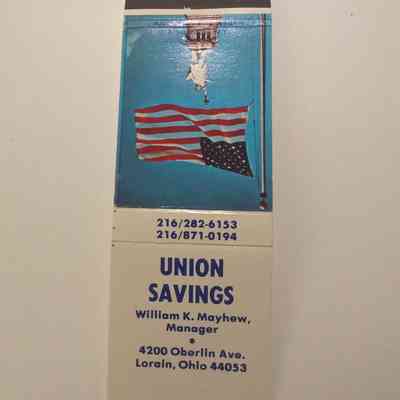 216/282-6153
216/871-0194
UNION
SAVINGS
William K. Mayhew,
Manager
•
4200 Oberlin Ave.
Lorain, Ohio 44053